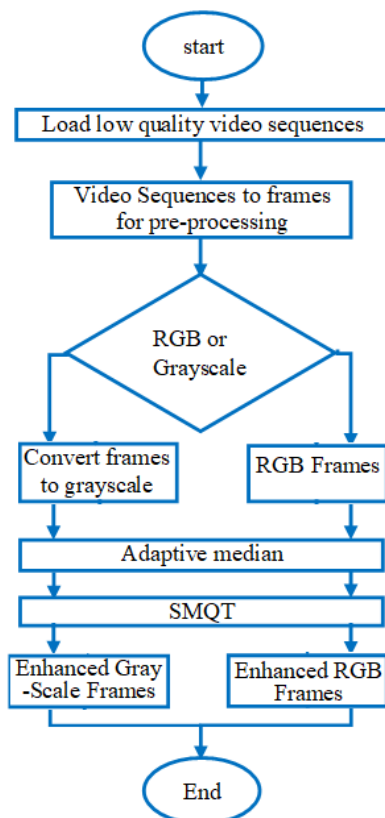 start
Load low quality video sequences
Video Sequences to frames
for pre-processing
RGB or
Grayscale
Convert frames
to grayscale
RGB Frames
Adaptive median
SMQT
Enhanced Gray
-Scale Frames
Enhanced RGB
Frames
End